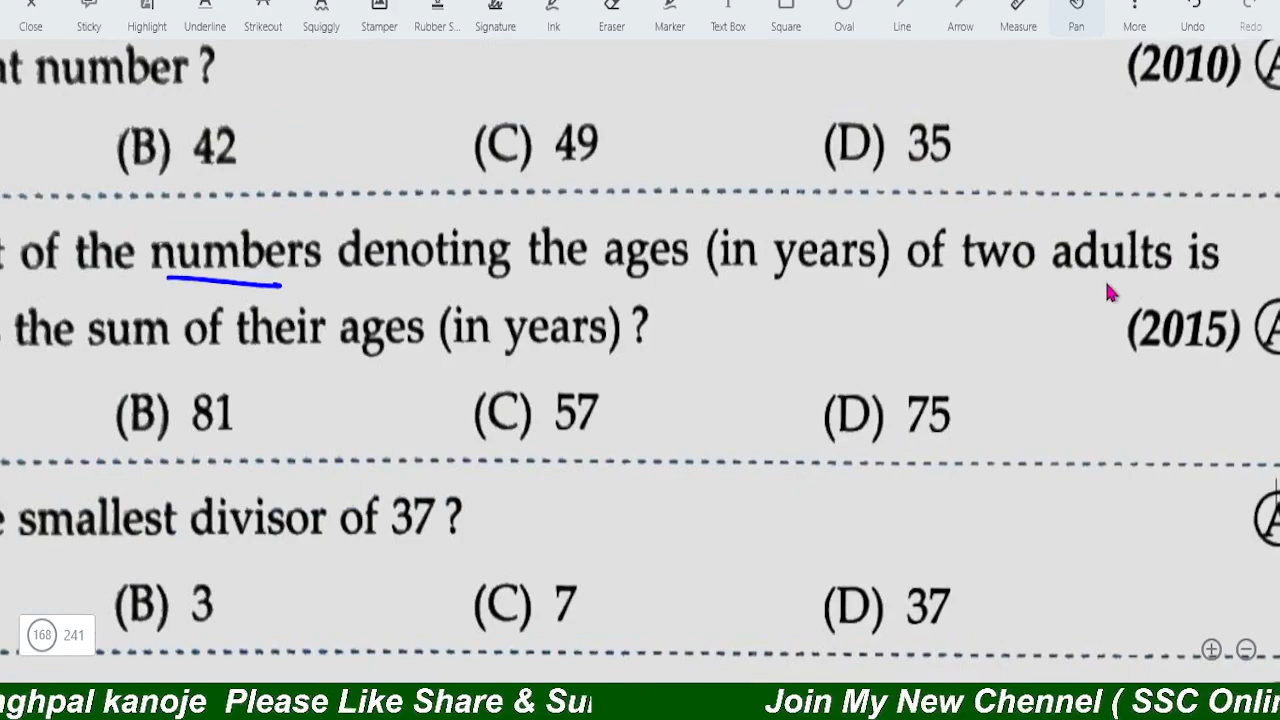 Close Sticky Highlight Underline Strikeout Squiggly Stamper Rubber S... Signature Ink Eraser Marker Text Box Square Oval Line Arrow Measure Pan More Undo Redo
at number ? (2010) (A
(B) 42 (C) 49 (D) 35
of the numbers denoting the ages (in years) of two adults is
the sum of their ages (in years) ? (2015) (A
(B) 81 (C) 57 (D) 75
smallest divisor of 37 ? (A
(B) 3 (C) 7 (D) 37
168 241
nghpal kanoje Please Like Share & Su Join My New Chennel ( SSC Onlin